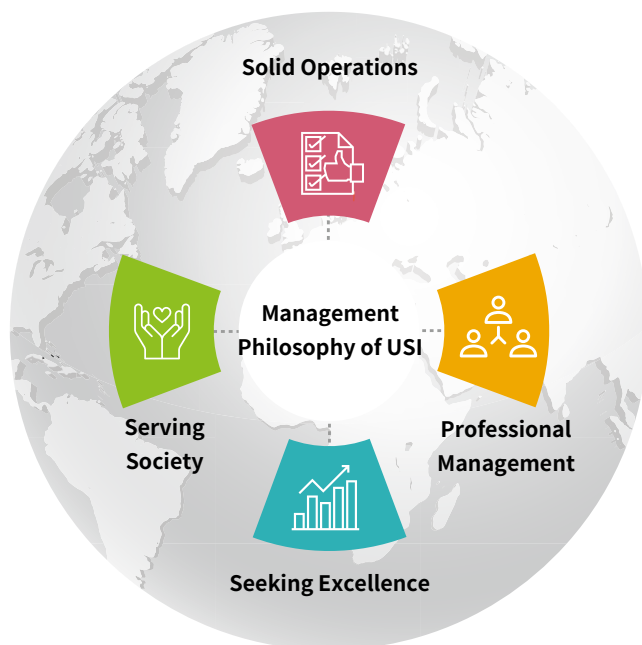 Solid Operations
Management
Philosophy of USI
Serving
Society
Professional
Management
Seeking Excellence